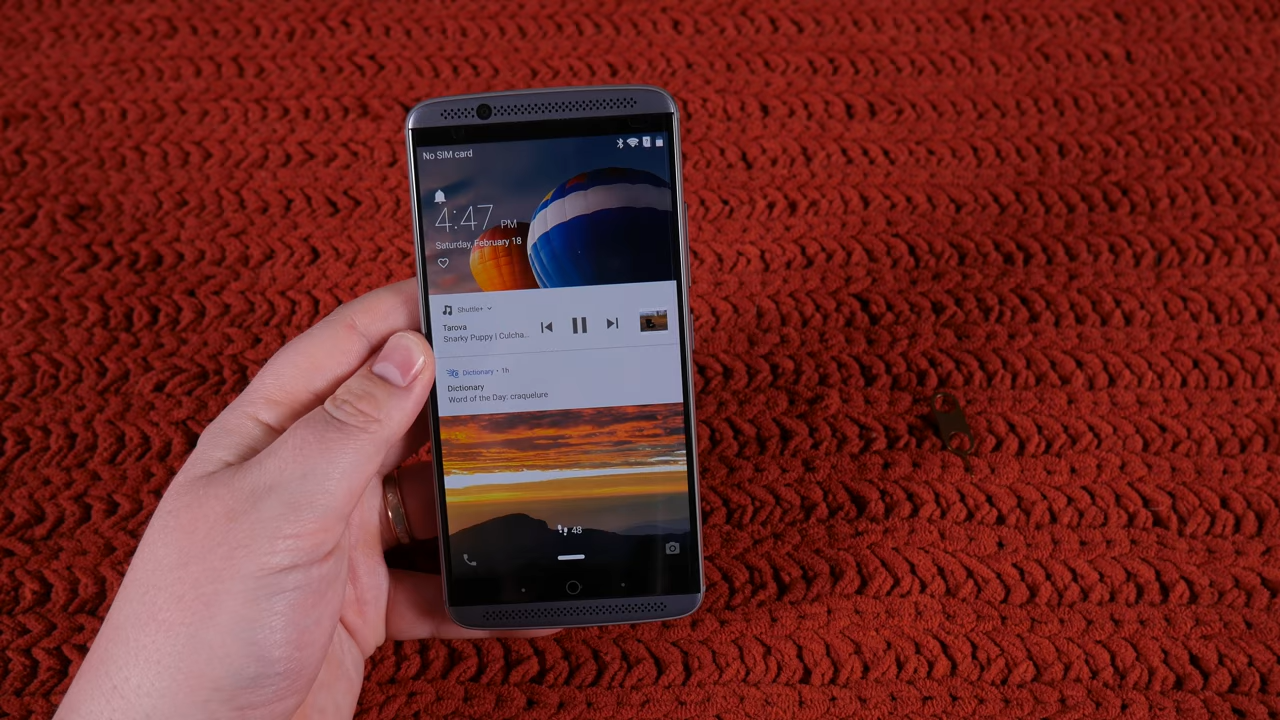 No SIM card
4:47 PM
Saturday, February 18
Shuttle+
Tarova
Snarky Puppy | Culcha...
Dictionary • 1h
Dictionary
Word of the Day: craquelure
48